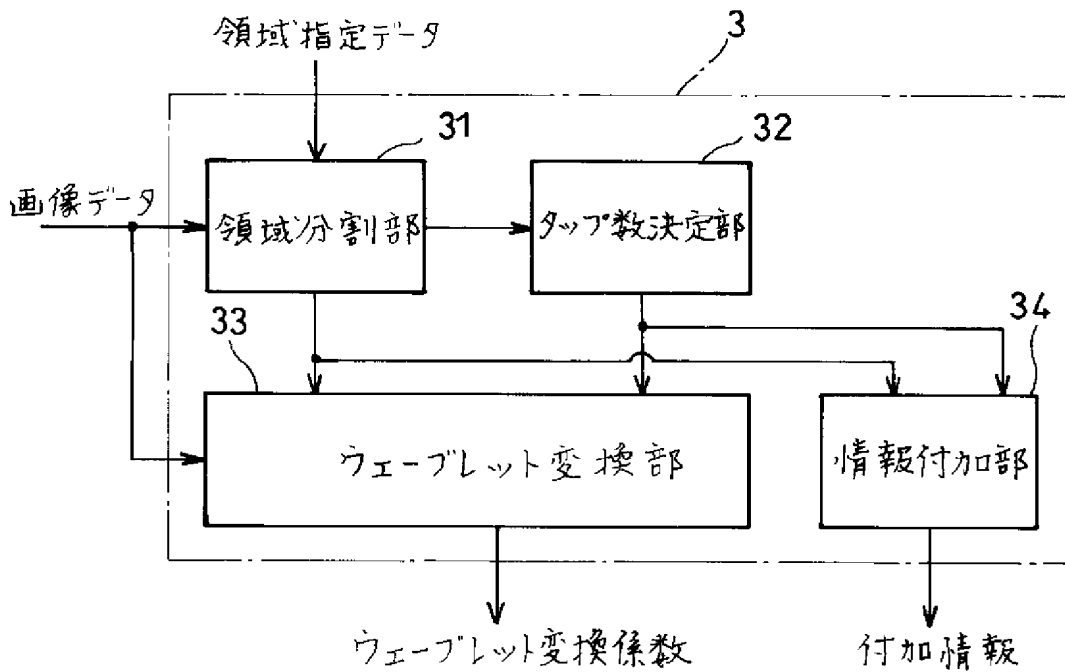 領域指定データ
3
31
32
画像データ
領域分割部
タップ数決定部
33
34
ウェーブレット変換部
情報付加部
ウェーブレット変換係数
付加情報